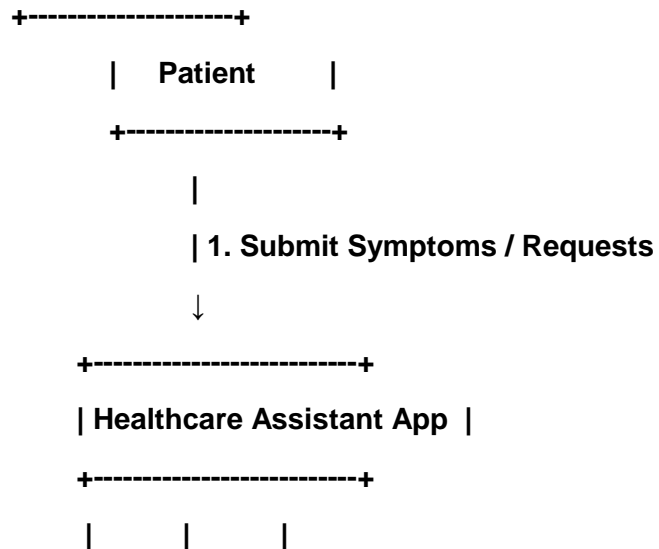 +---------------------+
| Patient |
+---------------------+
|
| 1. Submit Symptoms / Requests
↓
+---------------------------+
| Healthcare Assistant App |
+---------------------------+
| | |